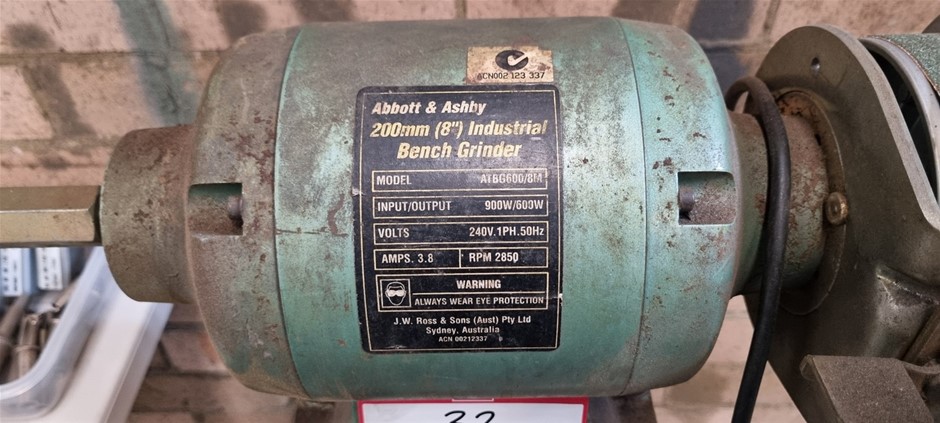 ACN002 123 337
Abbott & Ashby
200mm (8") Industrial
Bench Grinder
MODEL ATBG600/8M
INPUT/OUTPUT 900W/600W
VOLTS 240V.1PH.50Hz
AMPS. 3.8 RPM 2850
WARNING
ALWAYS WEAR EYE PROTECTION
J.W. Ross & Sons (Aust) Pty Ltd
Sydney, Australia
ACN 00212337
32